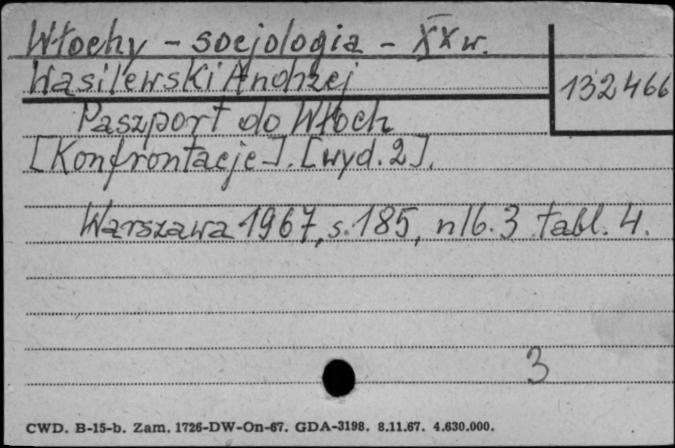 Włochy - socjologia - XX w.
Wasilewski Andrzej
132466
Paszport do Włoch
[Konfrontacje]. [wyd. 2].
Warszawa 1967, s. 185, nlb. 3 tabl. 4.
3
CWD. B-15-b. Zam. 1726-DW-On-67. GDA-3198. 8.11.67. 4.630.000.